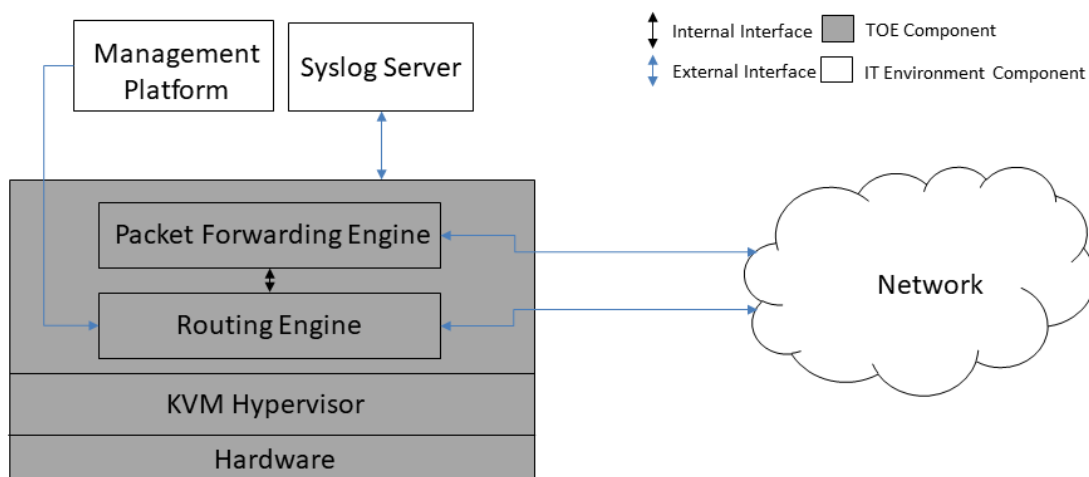 Management
Platform
Syslog Server
Internal Interface
TOE Component
External Interface
IT Environment Component
Packet Forwarding Engine
Routing Engine
Network
KVM Hypervisor
Hardware